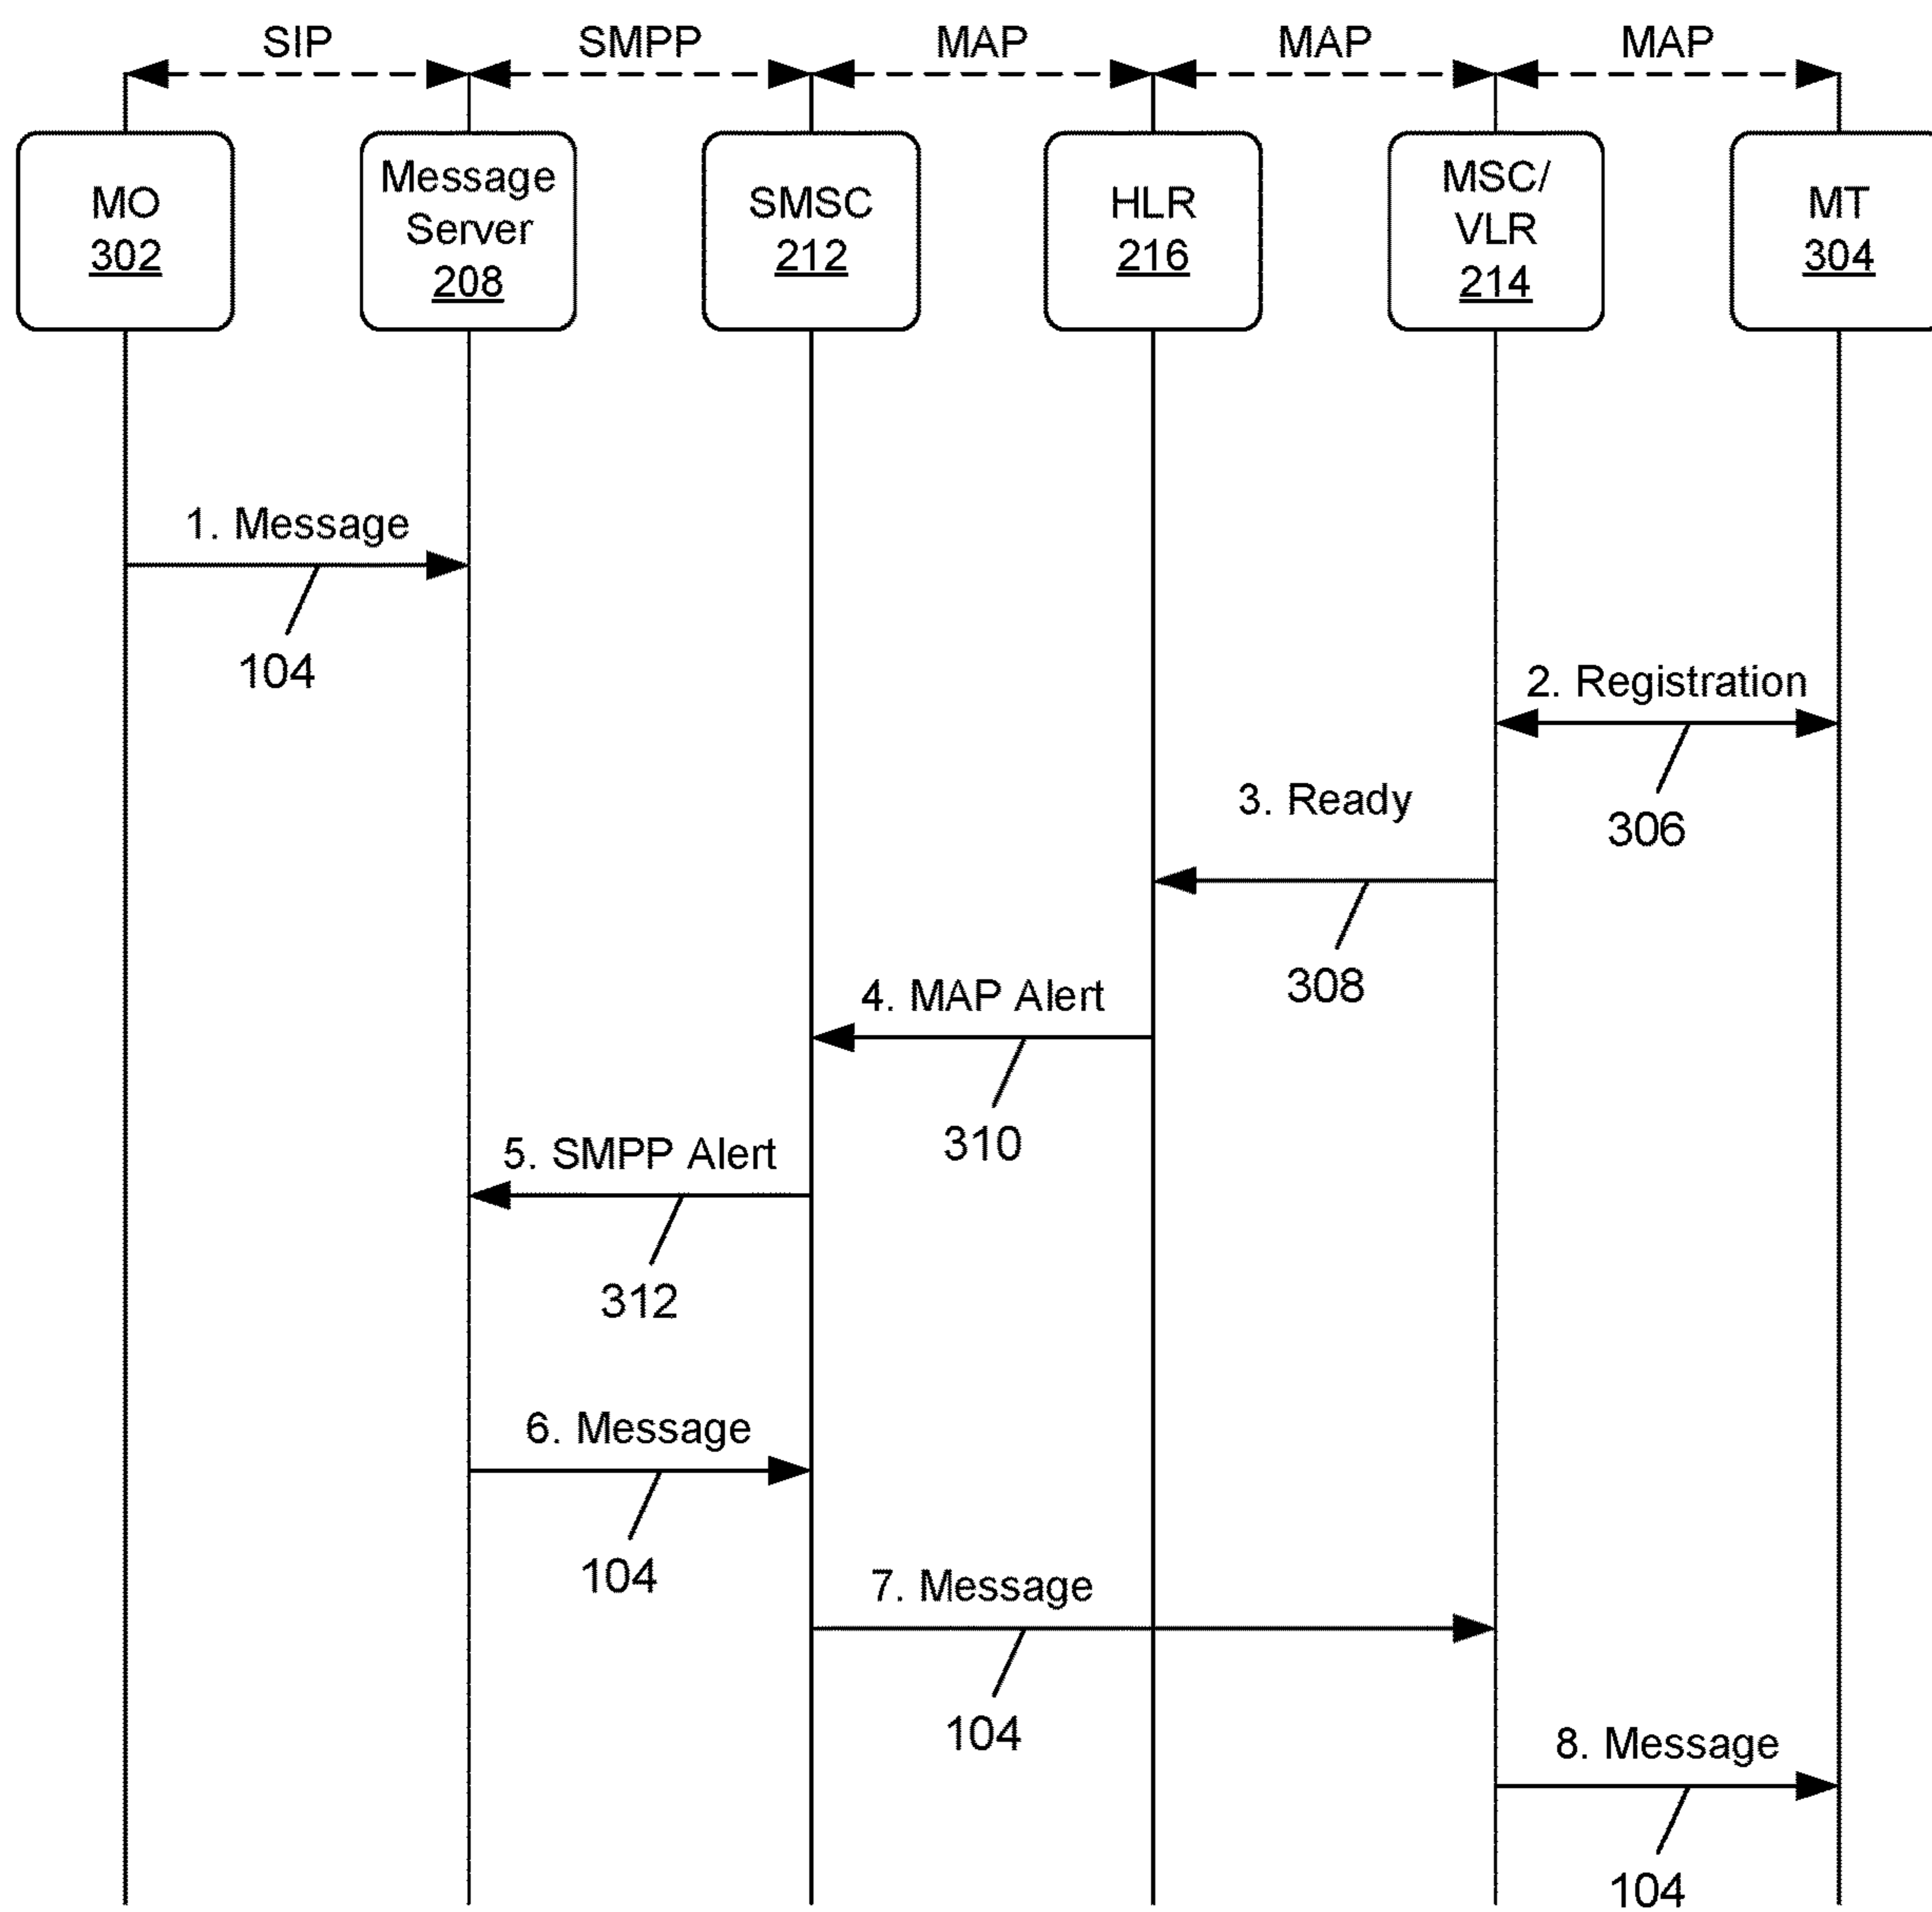 SIP
SMPP
MAP
MAP
MAP
MO
302
Message
Server
208
SMSC
212
HLR
216
MSC/
VLR
214
MT
304
1. Message
104
2. Registration
306
3. Ready
308
4. MAP Alert
310
5. SMPP Alert
312
6. Message
104
7. Message
104
8. Message
104